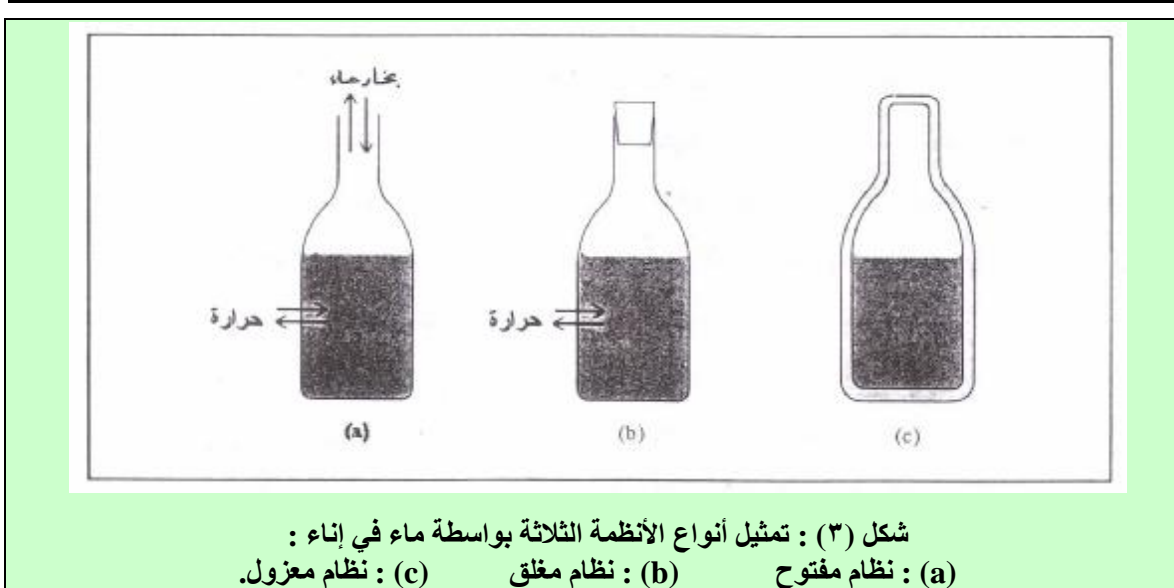 بخار ماء
حرارة
حرارة
(a)
(b)
(c)
شكل (٣) : تمثيل أنواع الأنظمة الثلاثة بواسطة ماء في إناء :
(a) : نظام مفتوح (b) : نظام مغلق (c) : نظام معزول.